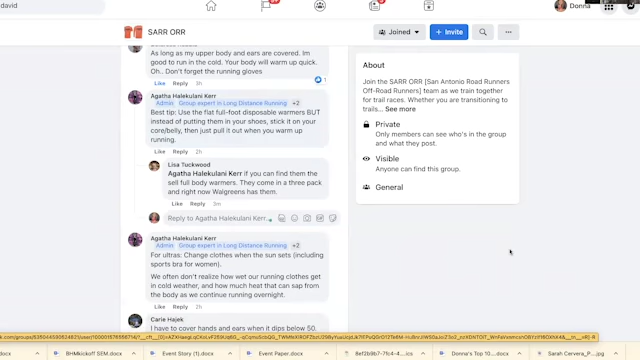 david
3
Donna
SARR ORR
Joined
+ Invite
As long as my upper body and ears are covered. Im
good to run in the cold. Your body will warm up quick.
Oh.. Don't forget the running gloves
1
Like Reply 3h
Agatha Halekulani Kerr
Admin Group expert in Long Distance Running +2
Best tip: Use the flat full-foot disposable warmers BUT
instead of putting them in your shoes, stick it on your
core/belly, then just pull it out when you warm up
running.
Like Reply 2h
Lisa Tuckwood
Agatha Halekulani Kerr if you can find them the
sell full body warmers. They come in a three pack
and right now Walgreens has them.
Like Reply 3m
Reply to Agatha Halekulani Kerr...
Agatha Halekulani Kerr
Admin Group expert in Long Distance Running +2
For ultras: Change clothes when the sun sets (including
sports bra for women).
We often don't realize how wet our running clothes get
in cold weather, and how much heat that can sap from
the body as we continue running overnight.
Like Reply 2h
Carie Hajek
I have to cover hands and ears when it dips below 50.
About
Join the SARR ORR [San Antonio Road Runners
Off-Road Runners] team as we train together
for trail races. Whether you are transitioning to
trails... See more
Private
Only members can see who's in the group
and what they post.
Visible
Anyone can find this group.
General
BHMkickoff SEM.docx
Event Story (1).docx
Event Paper.docx
Donna's Top 10....docx
Sarah Cervera_P....jpg